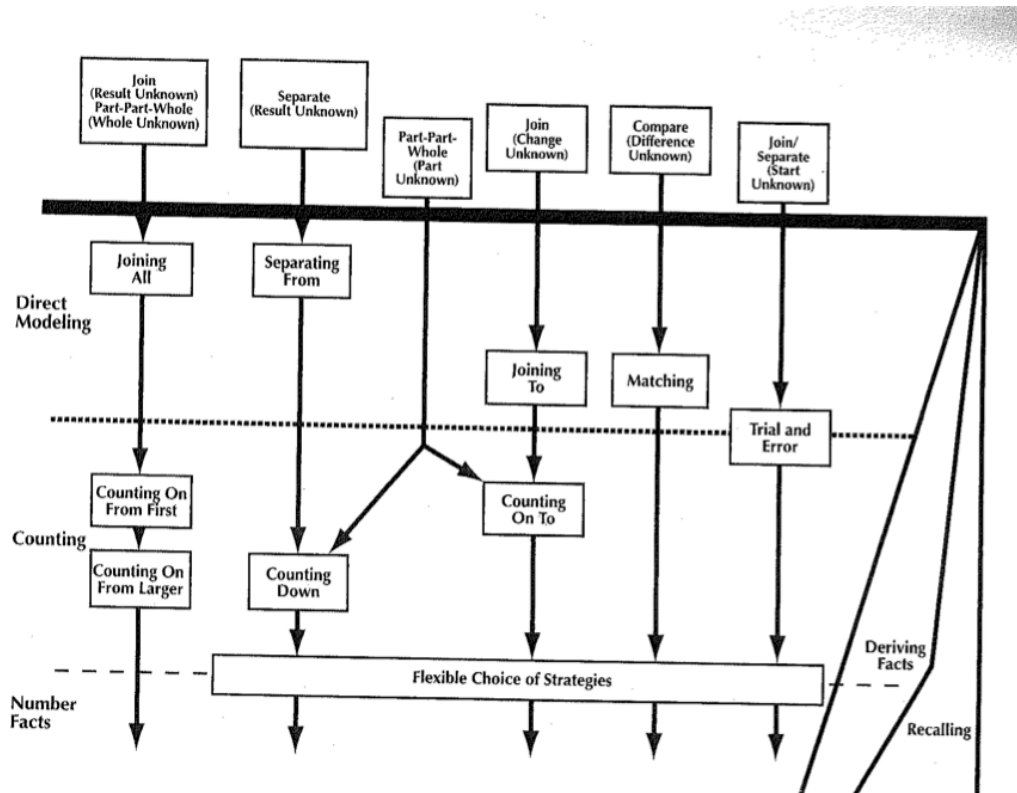 Join
(Result Unknown)
Part-Part-Whole
(Whole Unknown)
Separate
(Result Unknown)
Part-Part-
Whole
(Part
Unknown)
Join
(Change
Unknown)
Compare
(Difference
Unknown)
Join/
Separate
(Start
Unknown)
Direct
Modeling
Joining
All
Separating
From
Joining
To
Matching
Trial and
Error
Counting
Counting On
From First
Counting On
From Larger
Counting
Down
Counting
On To
Flexible Choice of Strategies
Number
Facts
Deriving
Facts
Recalling